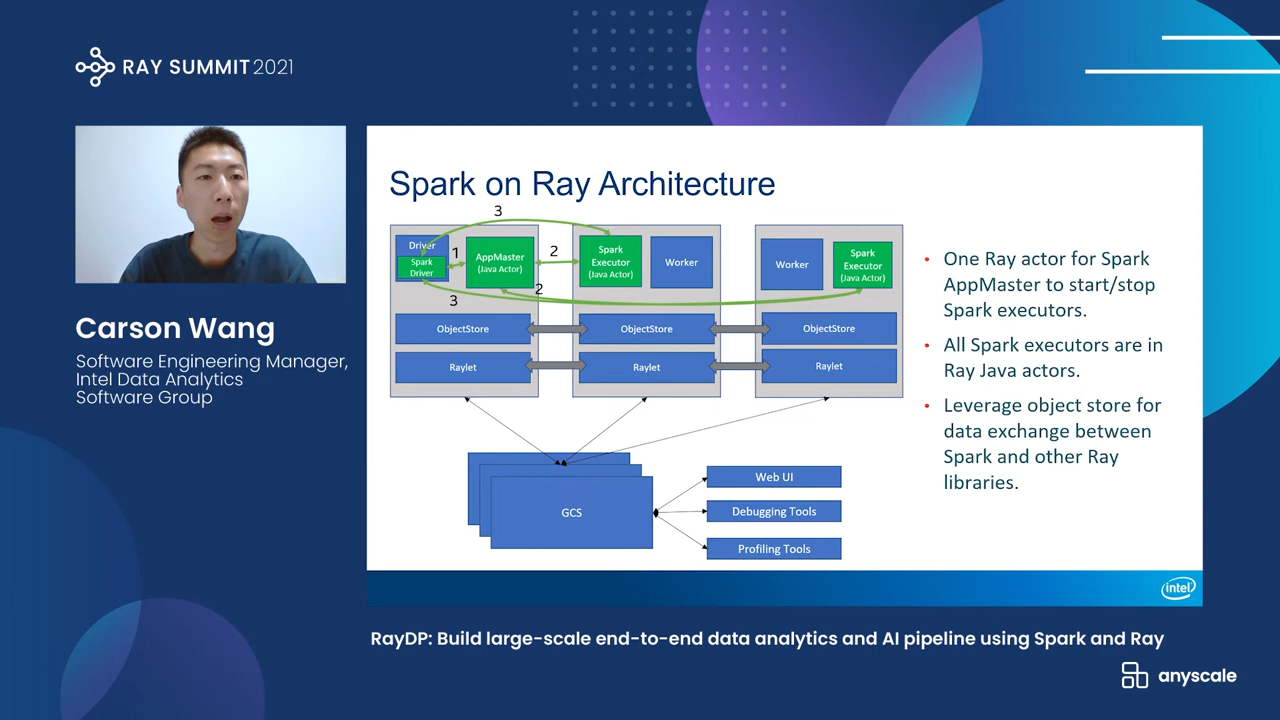 RAY SUMMIT 2021
Carson Wang
Software Engineering Manager,
Intel Data Analytics
Software Group
Spark on Ray Architecture
3
Driver
Spark
Driver
1
AppMaster
(Java Actor)
2
Spark
Executor
(Java Actor)
Worker
Worker
Spark
Executor
(Java Actor)
3
2
ObjectStore
ObjectStore
ObjectStore
Raylet
Raylet
Raylet
GCS
Web UI
Debugging Tools
Profiling Tools
• One Ray actor for Spark
AppMaster to start/stop
Spark executors.
• All Spark executors are in
Ray Java actors.
• Leverage object store for
data exchange between
Spark and other Ray
libraries.
intel
RayDP: Build large-scale end-to-end data analytics and AI pipeline using Spark and Ray
anyscale